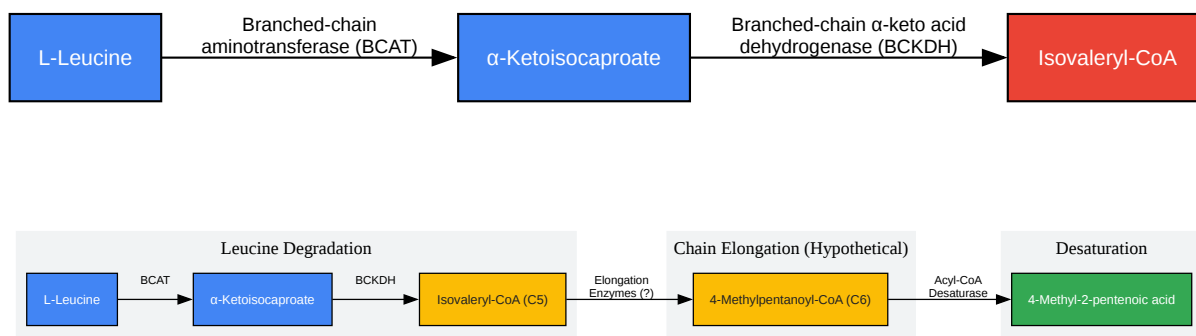 Branched-chain
aminotransferase (BCAT)
Branched-chain α-keto acid
dehydrogenase (BCKDH)
L-Leucine
α-Ketoisocaproate
Isovaleryl-CoA
Leucine Degradation
Chain Elongation (Hypothetical)
Desaturation
BCAT
BCKDH
Elongation
Enzymes (?)
Acyl-CoA
Desaturase
L-Leucine
α-Ketoisocaproate
Isovaleryl-CoA (C5)
4-Methylpentanoyl-CoA (C6)
4-Methyl-2-pentenoic acid